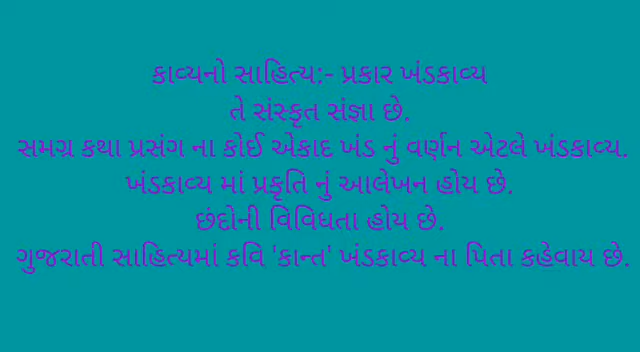 કાવ્યનો સાહિત્ય:- પ્રકાર ખંડકાવ્ય
તે સંસ્કૃત સંજ્ઞા છે.
સમગ્ર કથા પ્રસંગ ના કોઈ એકાદ ખંડ નું વર્ણન એટલે ખંડકાવ્ય.
ખંડકાવ્ય માં પ્રકૃતિ નું આલેખન હોય છે.
છંદોની વિવિધતા હોય છે.
ગુજરાતી સાહિત્યમાં કવિ 'કાન્ત' ખંડકાવ્ય ના પિતા કહેવાય છે.